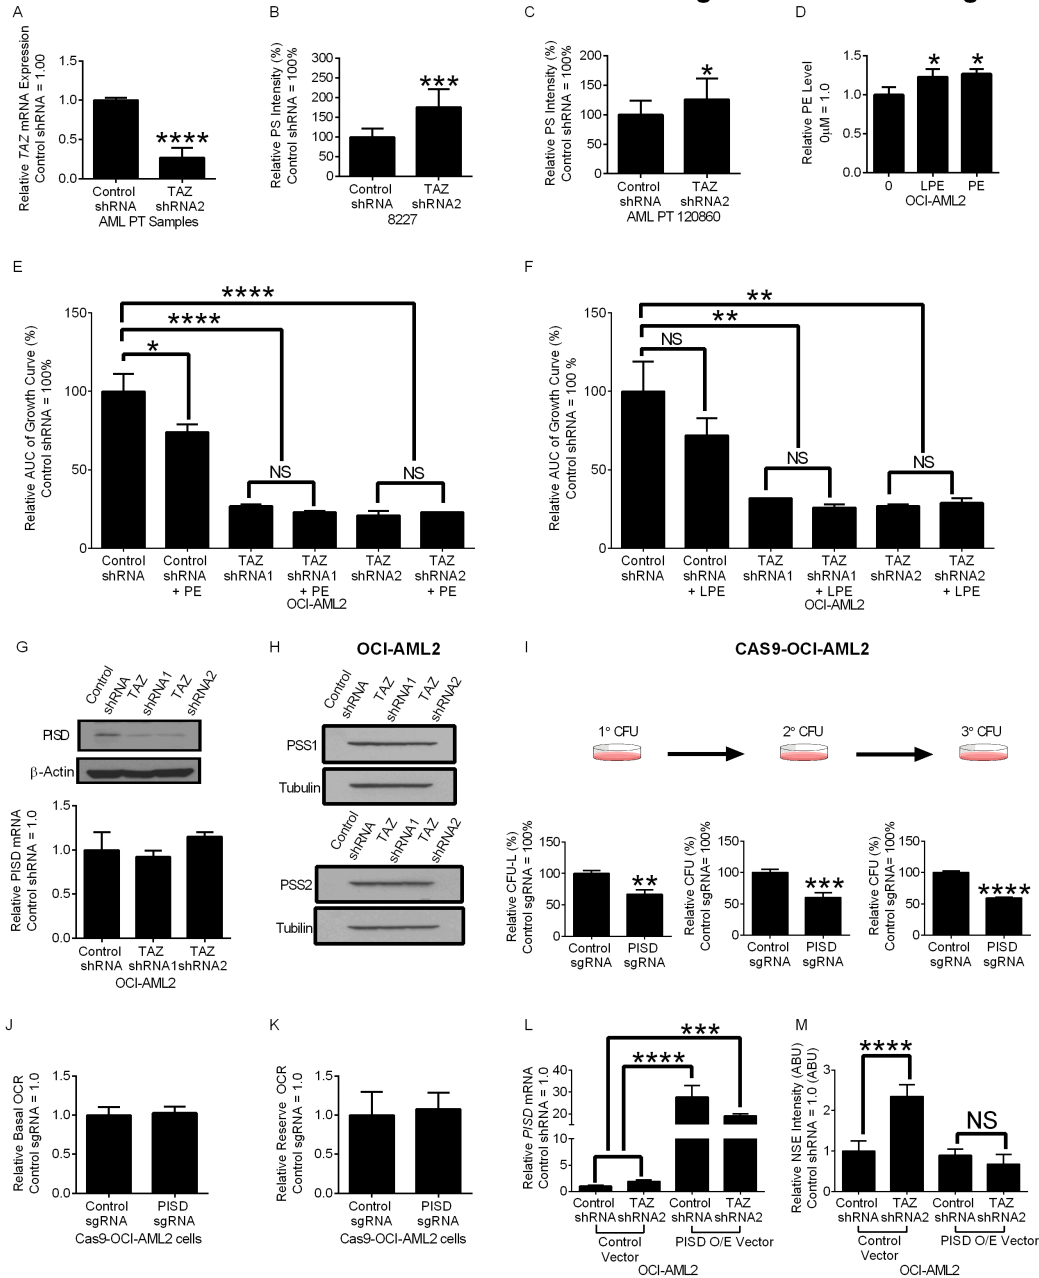 A
Relative TAZ mRNA Expression
Control shRNA = 1.00
1.5
1.0
0.5
0.0
****
Control shRNA
TAZ shRNA2
AML PT Samples
B
Relative PS Intensity (%)
Control shRNA = 100%
300
250
200
150
100
50
0
***
Control shRNA
TAZ shRNA2
8227
C
Relative PS Intensity (%)
Control shRNA = 100%
200
150
100
50
0
*
Control shRNA
TAZ shRNA2
AML PT 120860
D
Relative PE Level
0µM = 1.0
1.5
1.0
0.5
0.0
*
*
0 LPE PE
OCI-AML2
E
Relative AUC of Growth Curve (%)
Control shRNA = 100%
150
100
50
0
****
****
*
NS
NS
Control shRNA
Control shRNA + PE
TAZ shRNA1
TAZ shRNA1 + PE
TAZ shRNA2
TAZ shRNA2 + PE
OCI-AML2
F
Relative AUC of Growth Curve (%)
Control shRNA = 100 %
150
100
50
0
**
**
NS
NS
NS
Control shRNA
Control shRNA + LPE
TAZ shRNA1
TAZ shRNA1 + LPE
TAZ shRNA2
TAZ shRNA2 + LPE
OCI-AML2
G
Control shRNA
TAZ shRNA1
TAZ shRNA2
PISD
β-Actin
Relative PISD mRNA
Control shRNA = 1.0
1.5
1.0
0.5
0.0
Control shRNA
TAZ shRNA1
TAZ shRNA2
OCI-AML2
H
OCI-AML2
Control shRNA
TAZ shRNA1
TAZ shRNA2
PSS1
Tubulin
Control shRNA
TAZ shRNA1
TAZ shRNA2
PSS2
Tubilin
I
CAS9-OCI-AML2
1° CFU
2° CFU
3° CFU
Relative CFU-L (%)
Control sgRNA = 100%
150
100
50
0
**
Control sgRNA
PISD sgRNA
Relative CFU (%)
Control sgRNA= 100%
150
100
50
0
***
Control sgRNA
PISD sgRNA
Relative CFU (%)
Control sgRNA= 100%
150
100
50
0
****
Control sgRNA
PISD sgRNA
J
Relative Basal OCR
Control sgRNA = 1.0
1.5
1.0
0.5
0.0
Control sgRNA
PISD sgRNA
Cas9-OCI-AML2 cells
K
Relative Reserve OCR
Control sgRNA = 1.0
1.5
1.0
0.5
0.0
Control sgRNA
PISD sgRNA
Cas9-OCI-AML2 cells
L
Relative PISD mRNA
Control shRNA = 1.0
40
30
20
10
5
0
***
****
Control shRNA
TAZ shRNA2
Control shRNA
TAZ shRNA2
Control Vector
PISD O/E Vector
OCI-AML2
M
Relative NSE Intensity (ABU)
Control shRNA = 1.0 (ABU)
3
2
1
0
****
NS
Control shRNA
TAZ shRNA2
Control shRNA
TAZ shRNA2
Control Vector
PISD O/E Vector
OCI-AML2